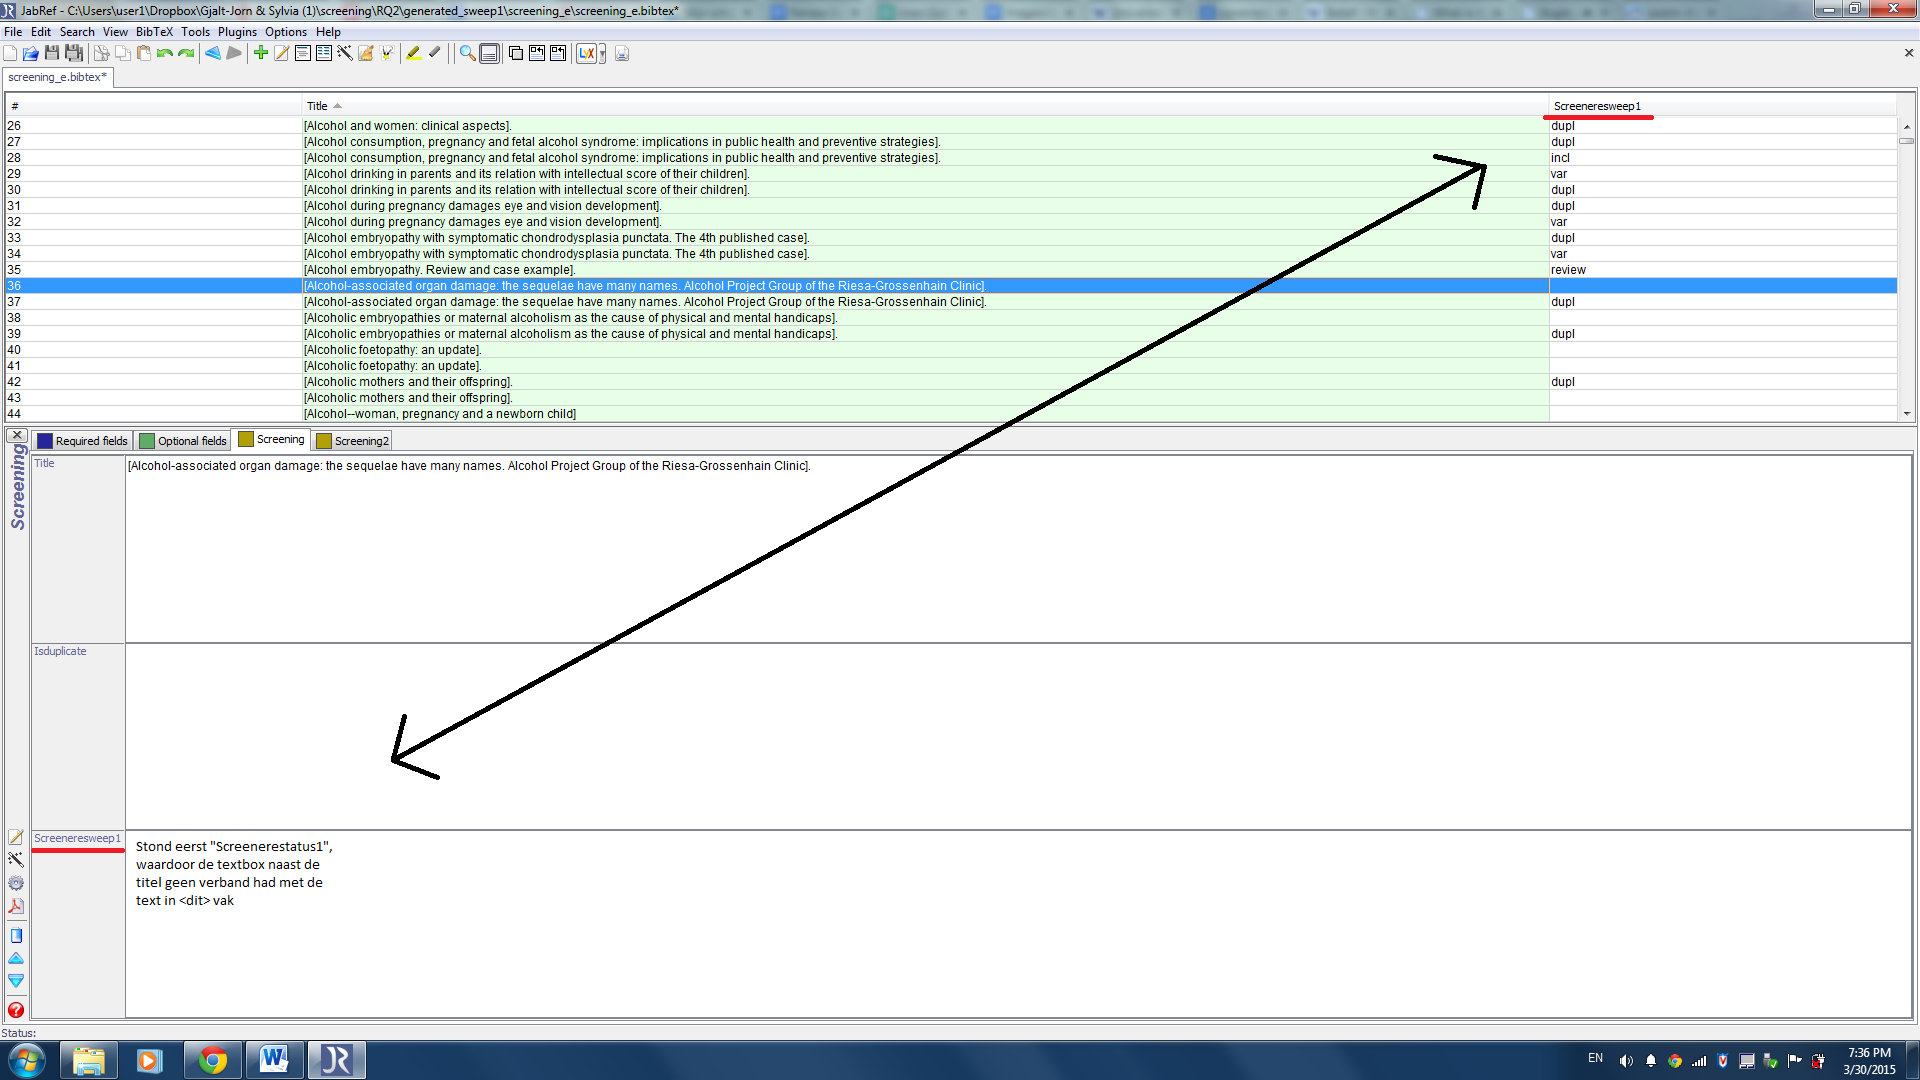 JabRef - C:\Users\user1\Dropbox\Gjalt-Jorn & Sylvia (1)\screening\RQ2\generated_sweep1\screening_e\screening_e.bibtex*
File Edit Search View BibTeX Tools Plugins Options Help
screening_e.bibtex*
# Title Screeneresweep1
26 [Alcohol and women: clinical aspects]. dupl
27 [Alcohol consumption, pregnancy and fetal alcohol syndrome: implications in public health and preventive strategies]. dupl
28 [Alcohol consumption, pregnancy and fetal alcohol syndrome: implications in public health and preventive strategies]. incl
29 [Alcohol drinking in parents and its relation with intellectual score of their children]. var
30 [Alcohol drinking in parents and its relation with intellectual score of their children]. dupl
31 [Alcohol during pregnancy damages eye and vision development]. dupl
32 [Alcohol during pregnancy damages eye and vision development]. var
33 [Alcohol embryopathy with symptomatic chondrodysplasia punctata. The 4th published case]. dupl
34 [Alcohol embryopathy with symptomatic chondrodysplasia punctata. The 4th published case]. var
35 [Alcohol embryopathy. Review and case example]. review
36 [Alcohol-associated organ damage: the sequelae have many names. Alcohol Project Group of the Riesa-Grossenhain Clinic].
37 [Alcohol-associated organ damage: the sequelae have many names. Alcohol Project Group of the Riesa-Grossenhain Clinic]. dupl
38 [Alcoholic embryopathies or maternal alcoholism as the cause of physical and mental handicaps].
39 [Alcoholic embryopathies or maternal alcoholism as the cause of physical and mental handicaps]. dupl
40 [Alcoholic foetopathy: an update].
41 [Alcoholic foetopathy: an update].
42 [Alcoholic mothers and their offspring]. dupl
43 [Alcoholic mothers and their offspring].
44 [Alcohol--woman, pregnancy and a newborn child]
Required fields Optional fields Screening Screening2
Screening
Title [Alcohol-associated organ damage: the sequelae have many names. Alcohol Project Group of the Riesa-Grossenhain Clinic].
Isduplicate
Screeneresweep1
Stond eerst "Screenerestatus1",
waardoor de textbox naast de
titel geen verband had met de
text in <dit> vak
Status:
EN
7:36 PM
3/30/2015